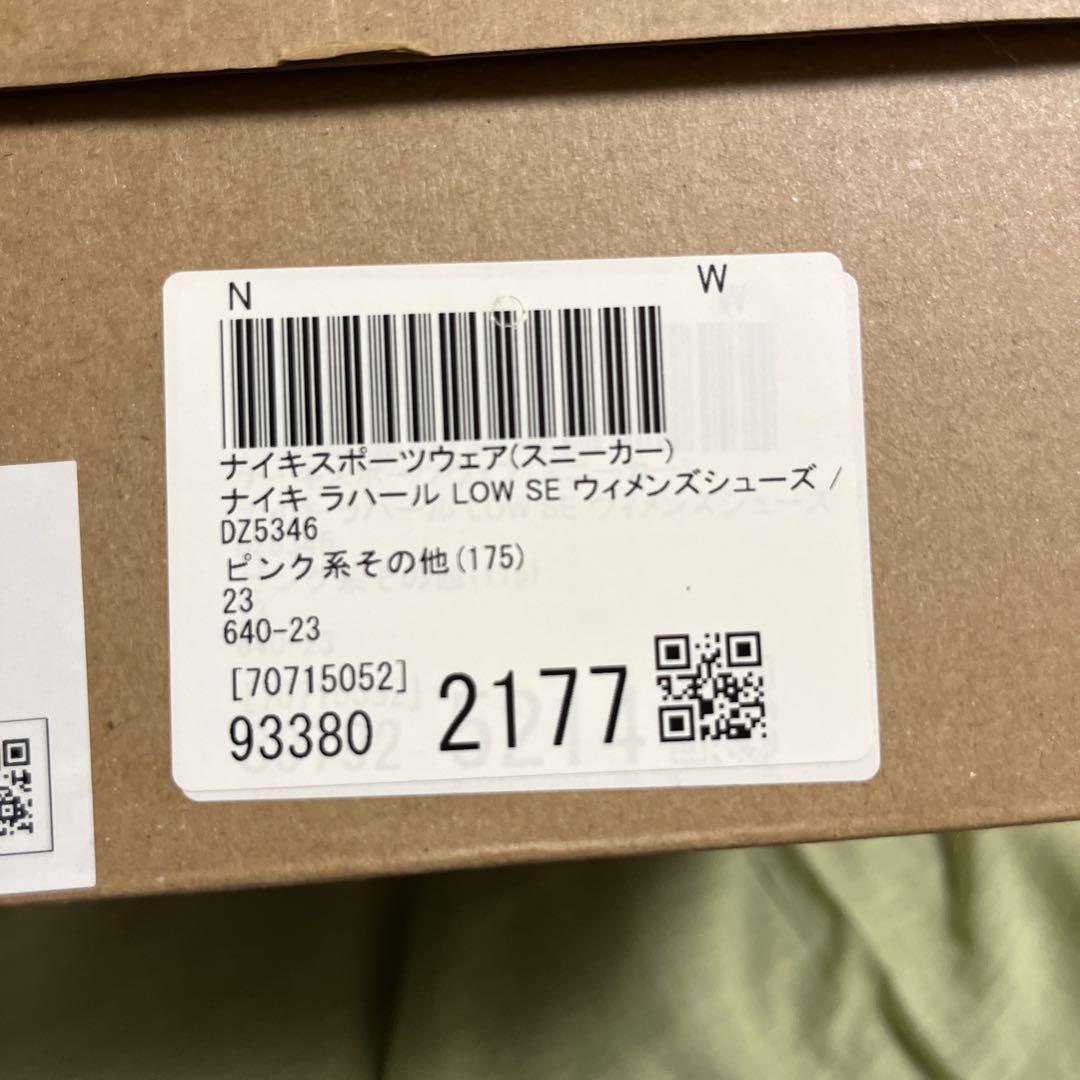 N W
ナイキスポーツウェア(スニーカー)
ナイキ ラハール LOW SE ウィメンズシューズ /
DZ5346
ピンク系その他(175)
23
640-23
[70715052]
93380 2177